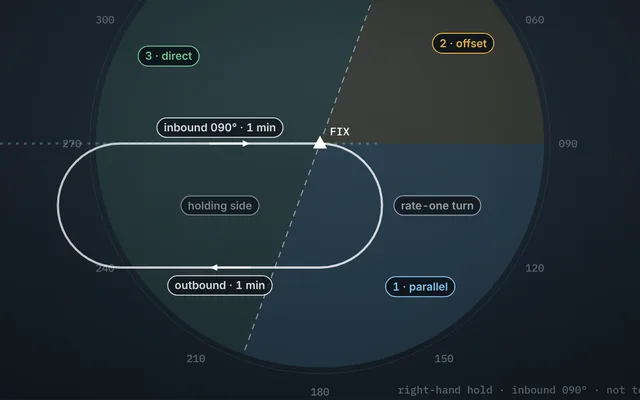 300
060
3 · direct
2 · offset
inbound 090° · 1 min
FIX
270
090
holding side
rate-one turn
240
120
outbound · 1 min
1 · parallel
210
150
180
right-hand hold · inbound 090° · not t